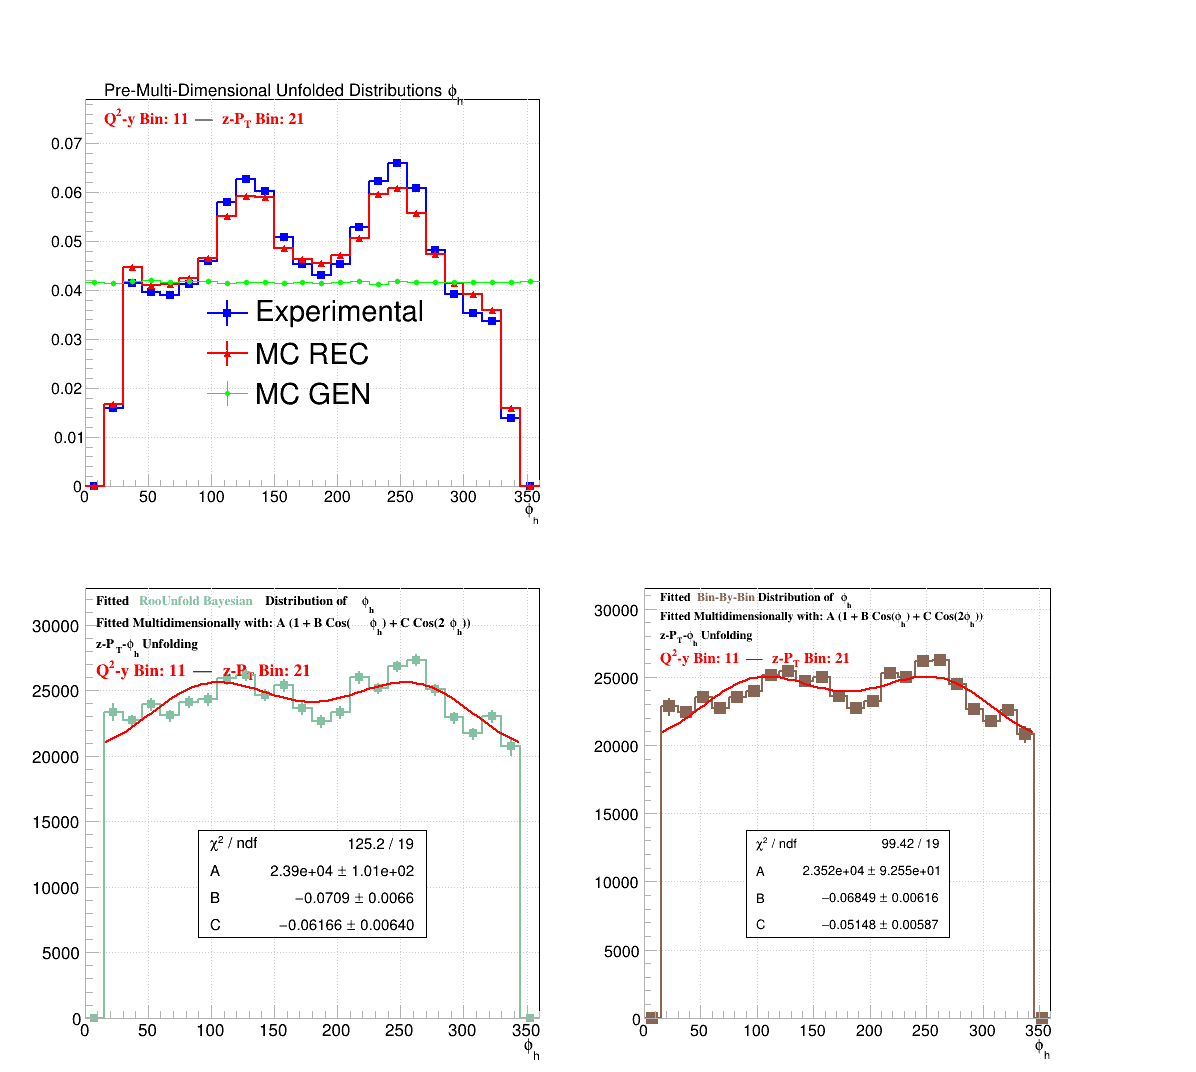 Pre-Multi-Dimensional Unfolded Distributions ϕh
Q²-y Bin: 11 — z-PT Bin: 21
0.07
0.06
0.05
0.04
0.03
0.02
0.01
0
Experimental
MC REC
MC GEN
0 50 100 150 200 250 300 350
ϕh
Fitted RooUnfold Bayesian Distribution of ϕh
Fitted Multidimensionally with: A (1 + B Cos( ϕh) + C Cos(2 ϕh))
z-PT-ϕh Unfolding
Q²-y Bin: 11 — z-PT Bin: 21
30000
25000
20000
15000
10000
5000
0
χ² / ndf 125.2 / 19
A 2.39e+04 ± 1.01e+02
B −0.0709 ± 0.0066
C −0.06166 ± 0.00640
0 50 100 150 200 250 300 350
ϕh
Fitted Bin-By-Bin Distribution of ϕh
Fitted Multidimensionally with: A (1 + B Cos(ϕh) + C Cos(2ϕh))
z-PT-ϕh Unfolding
Q²-y Bin: 11 — z-PT Bin: 21
30000
25000
20000
15000
10000
5000
0
χ² / ndf 99.42 / 19
A 2.352e+04 ± 9.255e+01
B −0.06849 ± 0.00616
C −0.05148 ± 0.00587
0 50 100 150 200 250 300 350
ϕh